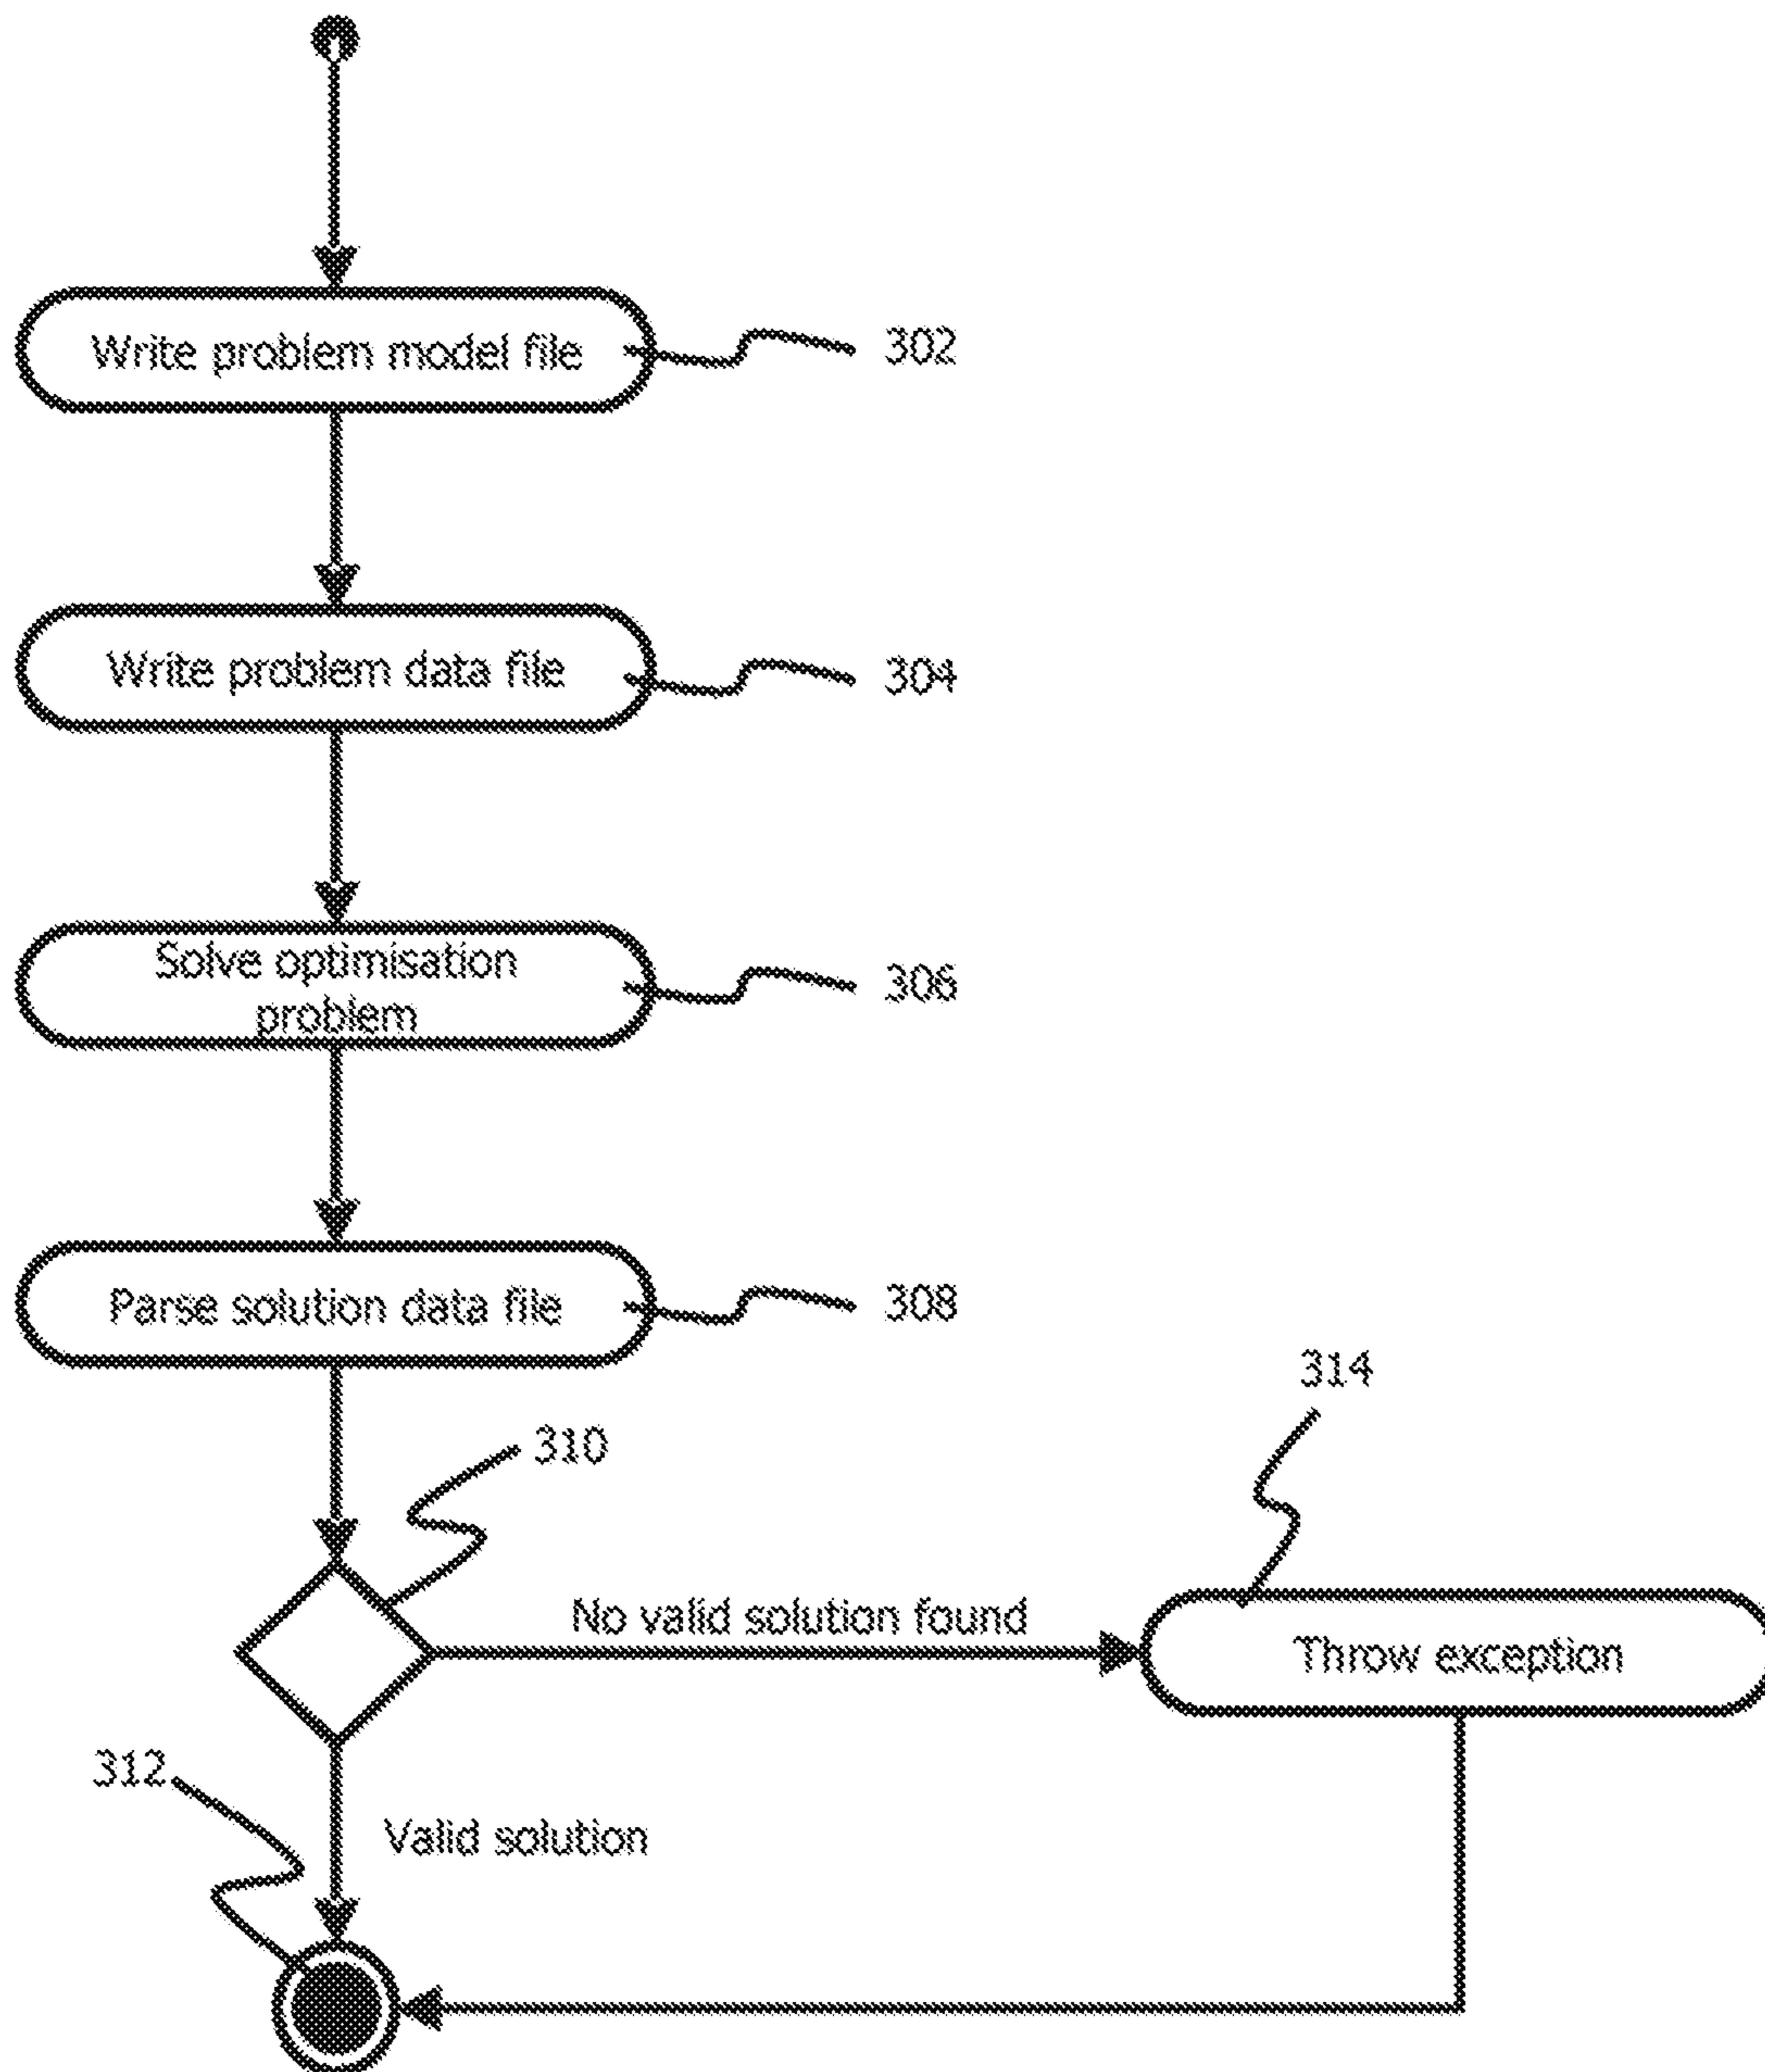 Write problem model file
302
Write problem data file
304
Solve optimisation
problem
306
Parse solution data file
308
314
310
No valid solution found
Throw exception
312
Valid solution